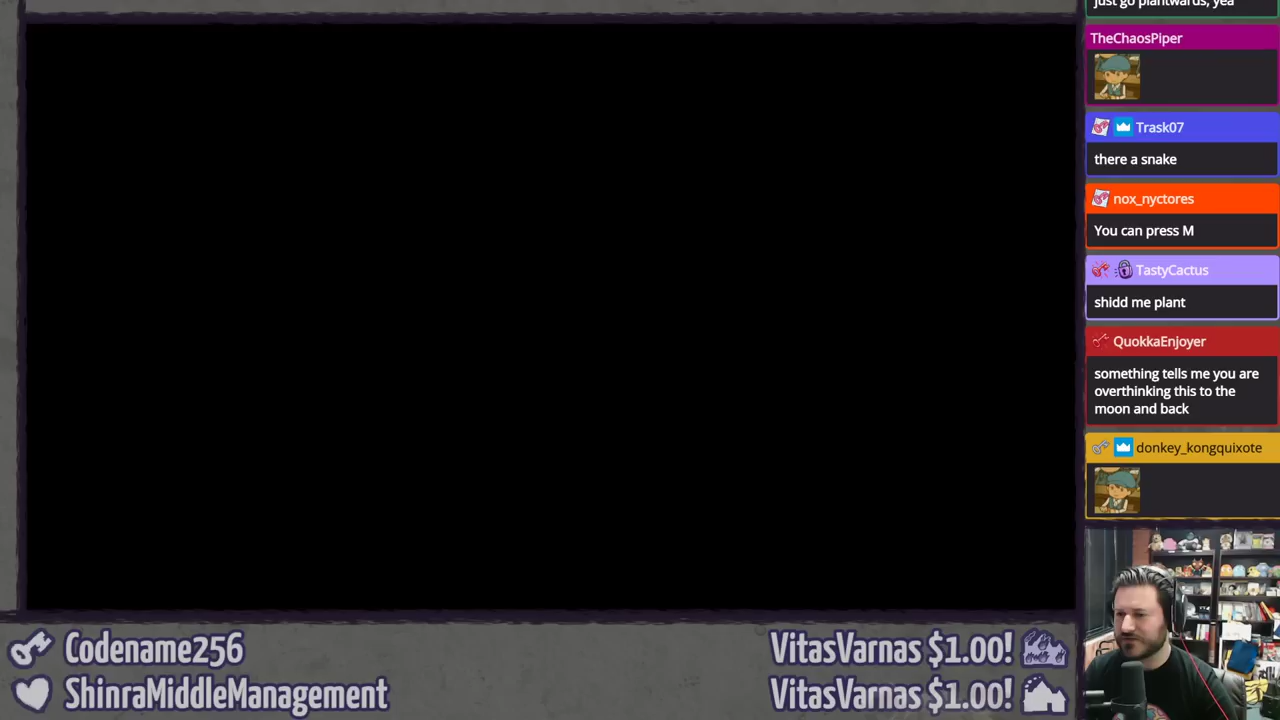 just go plantwards, yea
TheChaosPiper
Trask07
there a snake
nox_nyctores
You can press M
TastyCactus
shidd me plant
QuokkaEnjoyer
something tells me you are
overthinking this to the
moon and back
donkey_kongquixote
Codename256
VitasVarnas $1.00!
ShinraMiddleManagement
VitasVarnas $1.00!